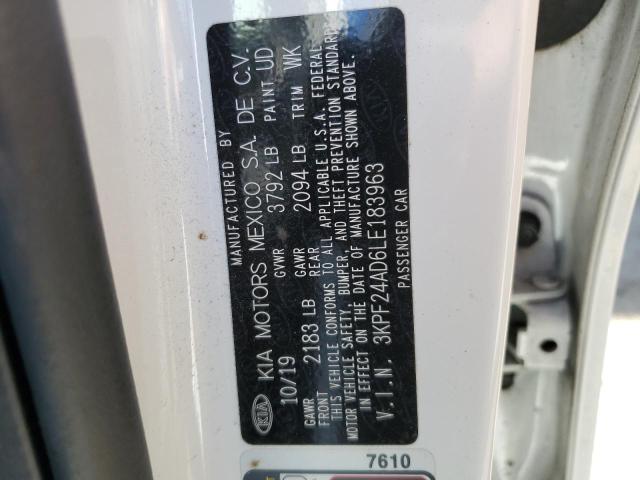 MANUFACTURED BY
KIA KIA MOTORS MEXICO S.A. DE C.V.
10/19 GVWR 3792 LB PAINT UD
GAWR FRONT 2183 LB GAWR REAR 2094 LB TRIM WK
THIS VEHICLE CONFORMS TO ALL APPLICABLE U.S.A. FEDERAL
MOTOR VEHICLE SAFETY, BUMPER, AND THEFT PREVENTION STANDARDS
IN EFFECT ON THE DATE OF MANUFACTURE SHOWN ABOVE.
V.I.N. 3KPF24AD6LE183963
PASSENGER CAR
7610